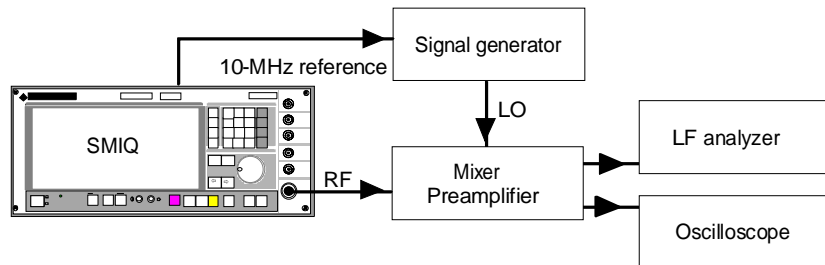 Signal generator
10-MHz reference
SMIQ
LO
LF analyzer
Mixer
Preamplifier
RF
Oscilloscope